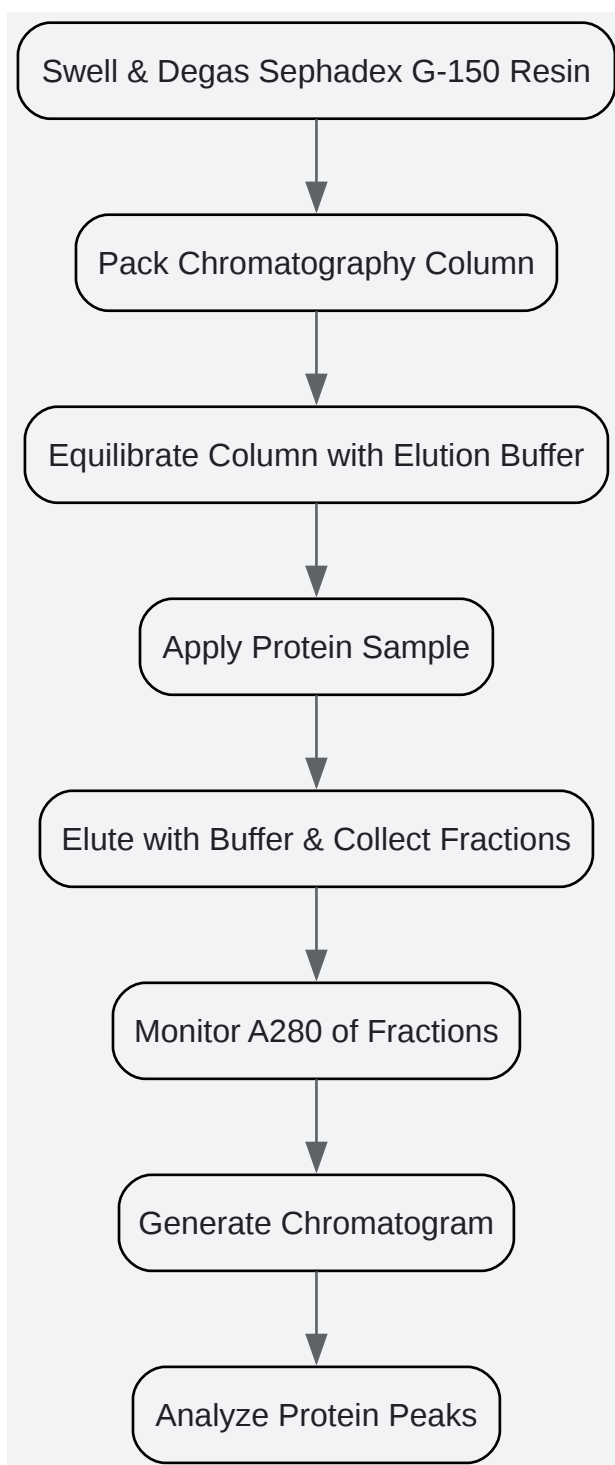 Swell & Degas Sephadex G-150 Resin
Pack Chromatography Column
Equilibrate Column with Elution Buffer
Apply Protein Sample
Elute with Buffer & Collect Fractions
Monitor A280 of Fractions
Generate Chromatogram
Analyze Protein Peaks